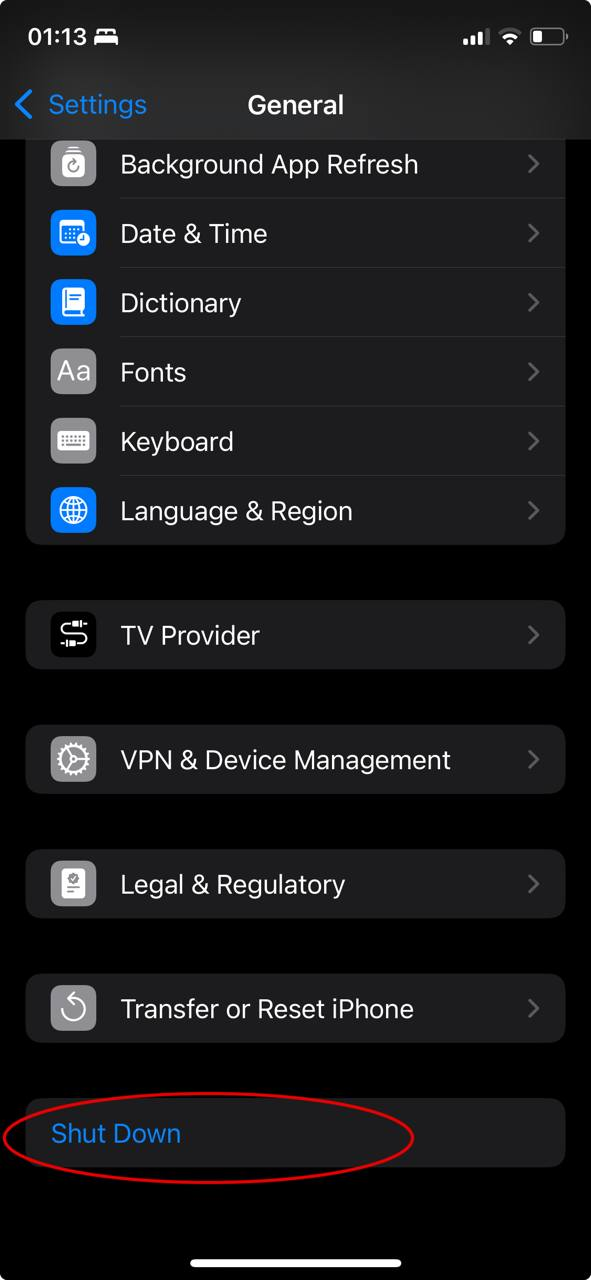 01:13
Settings
General
Background App Refresh
Date & Time
Dictionary
Aa
Fonts
Keyboard
Language & Region
TV Provider
VPN & Device Management
Legal & Regulatory
Transfer or Reset iPhone
Shut Down